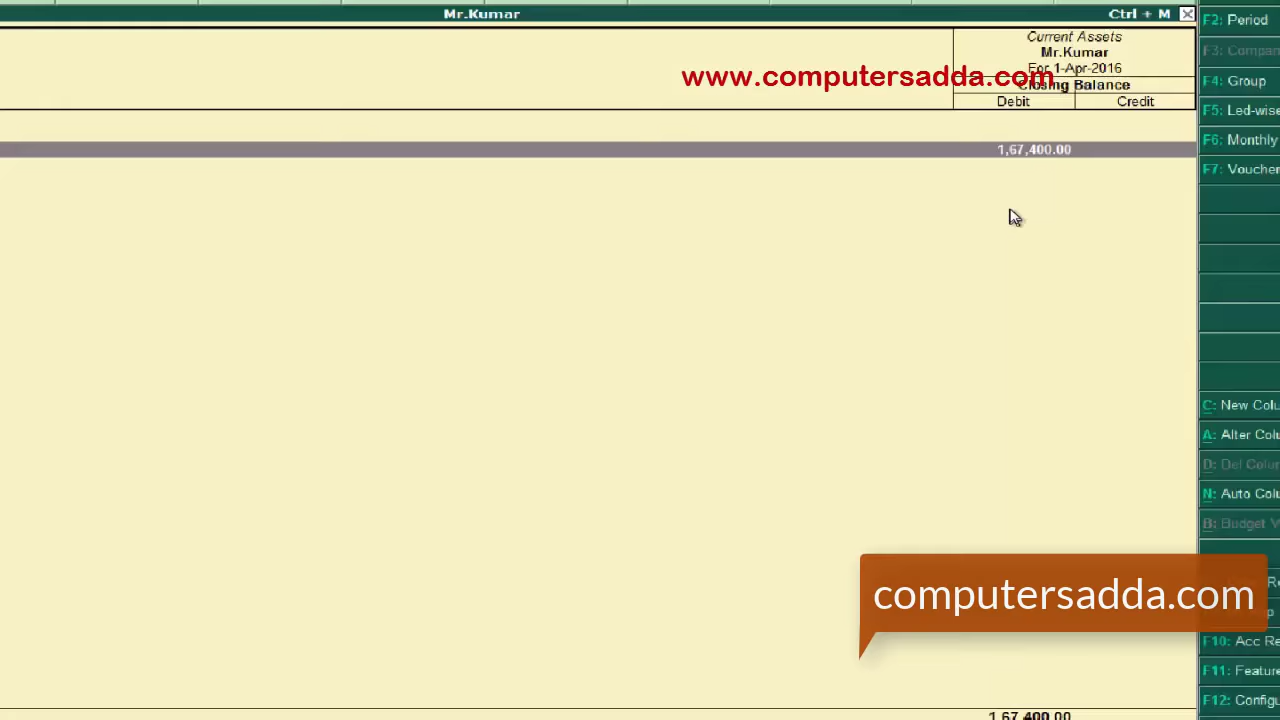 Mr.Kumar
Ctrl + M
Current Assets
Mr.Kumar
For 1-Apr-2016
www.computersadda.com
Closing Balance
Debit Credit
1,67,400.00
1,67,400.00
F2: Period
F3: Compan
F4: Group
F5: Led-wise
F6: Monthly
F7: Voucher
C: New Colu
A: Alter Colu
D: Del Colum
N: Auto Colu
B: Budget V
computersadda.com
F10: Acc Re
F11: Feature
F12: Configu